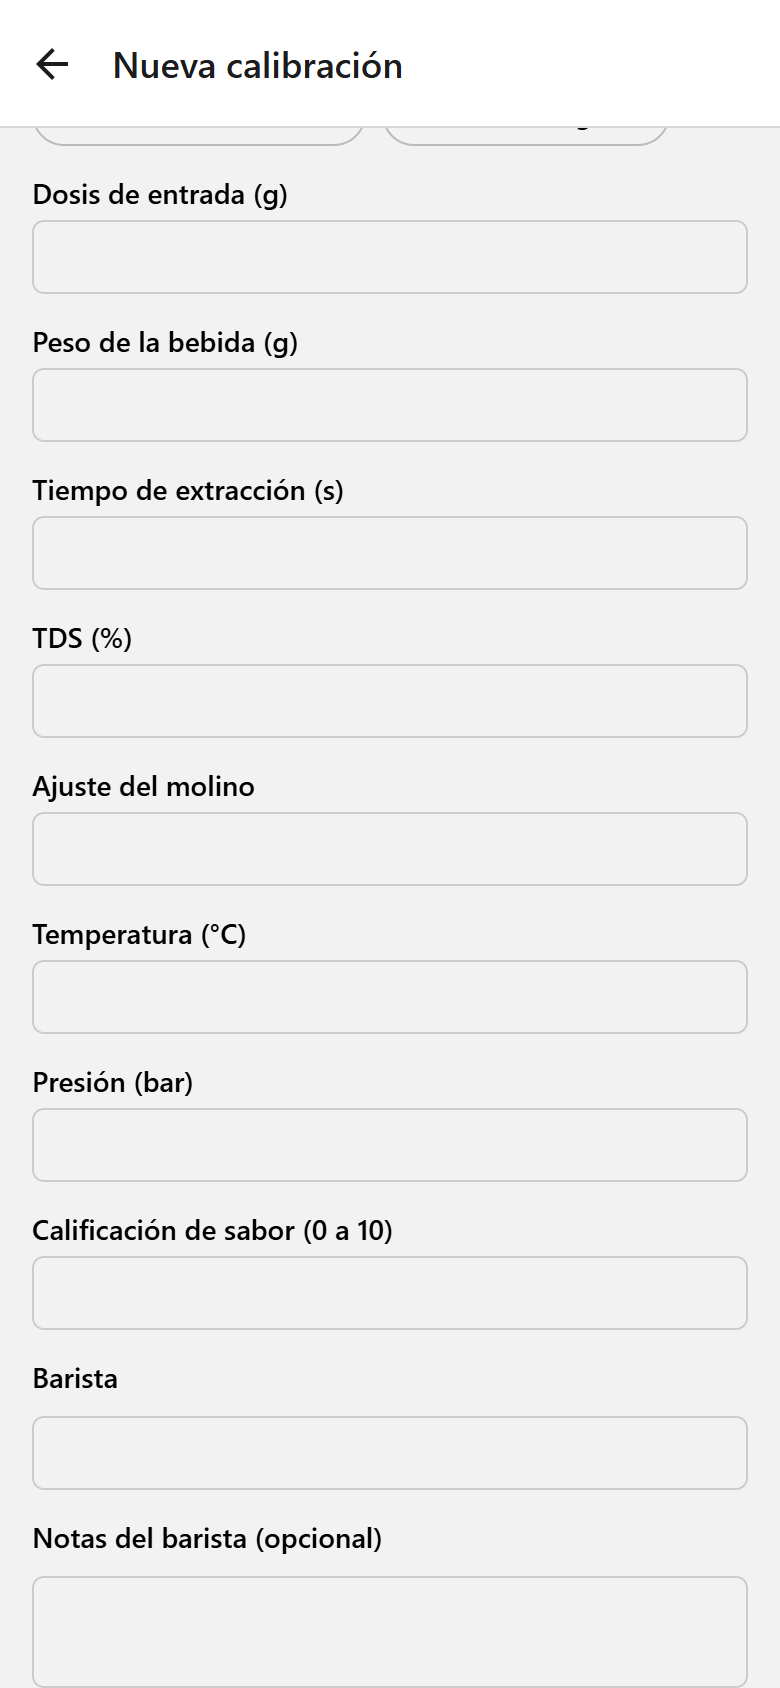 Nueva calibración
Dosis de entrada (g)
Peso de la bebida (g)
Tiempo de extracción (s)
TDS (%)
Ajuste del molino
Temperatura (°C)
Presión (bar)
Calificación de sabor (0 a 10)
Barista
Notas del barista (opcional)